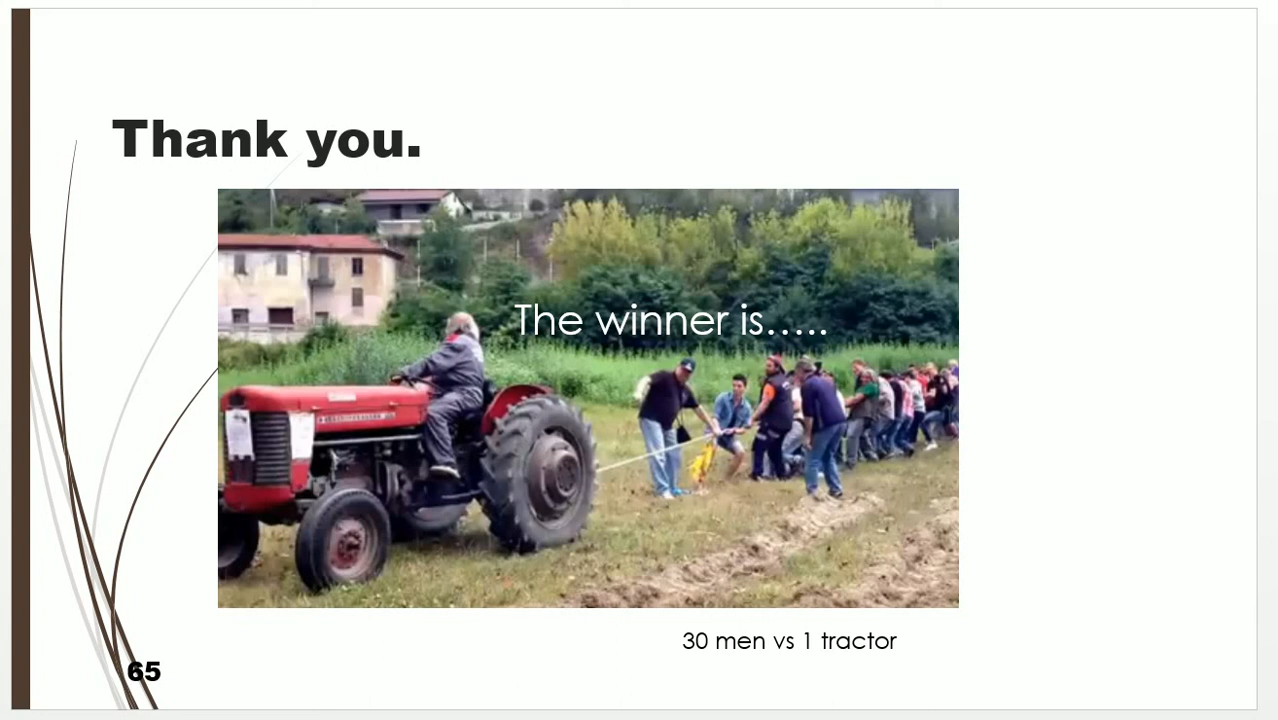 Thank you.
The winner is…..
30 men vs 1 tractor
65